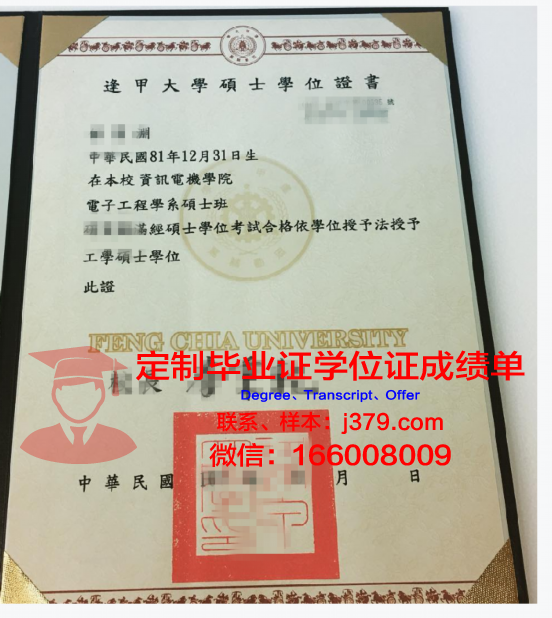 逢甲大學碩士學位證書
號
中華民國81年12月31日生
在本校 資訊電機學院
電子工程學系碩士班
經碩士學位考試合格依學位授予法授予
工學碩士學位
此證
FENG CHIA UNIVERSITY
定制毕业证学位证成绩单
校長
Degree、Transcript、Offer
联系、样本：j379.com
微信：166008009
中華民國 月 日